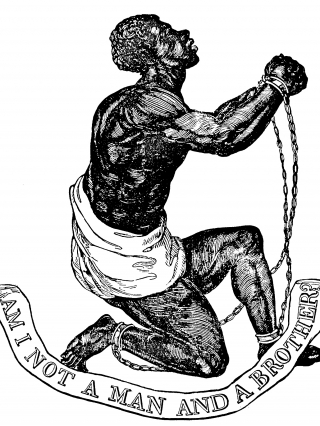 AM I NOT A MAN AND A BROTHER?